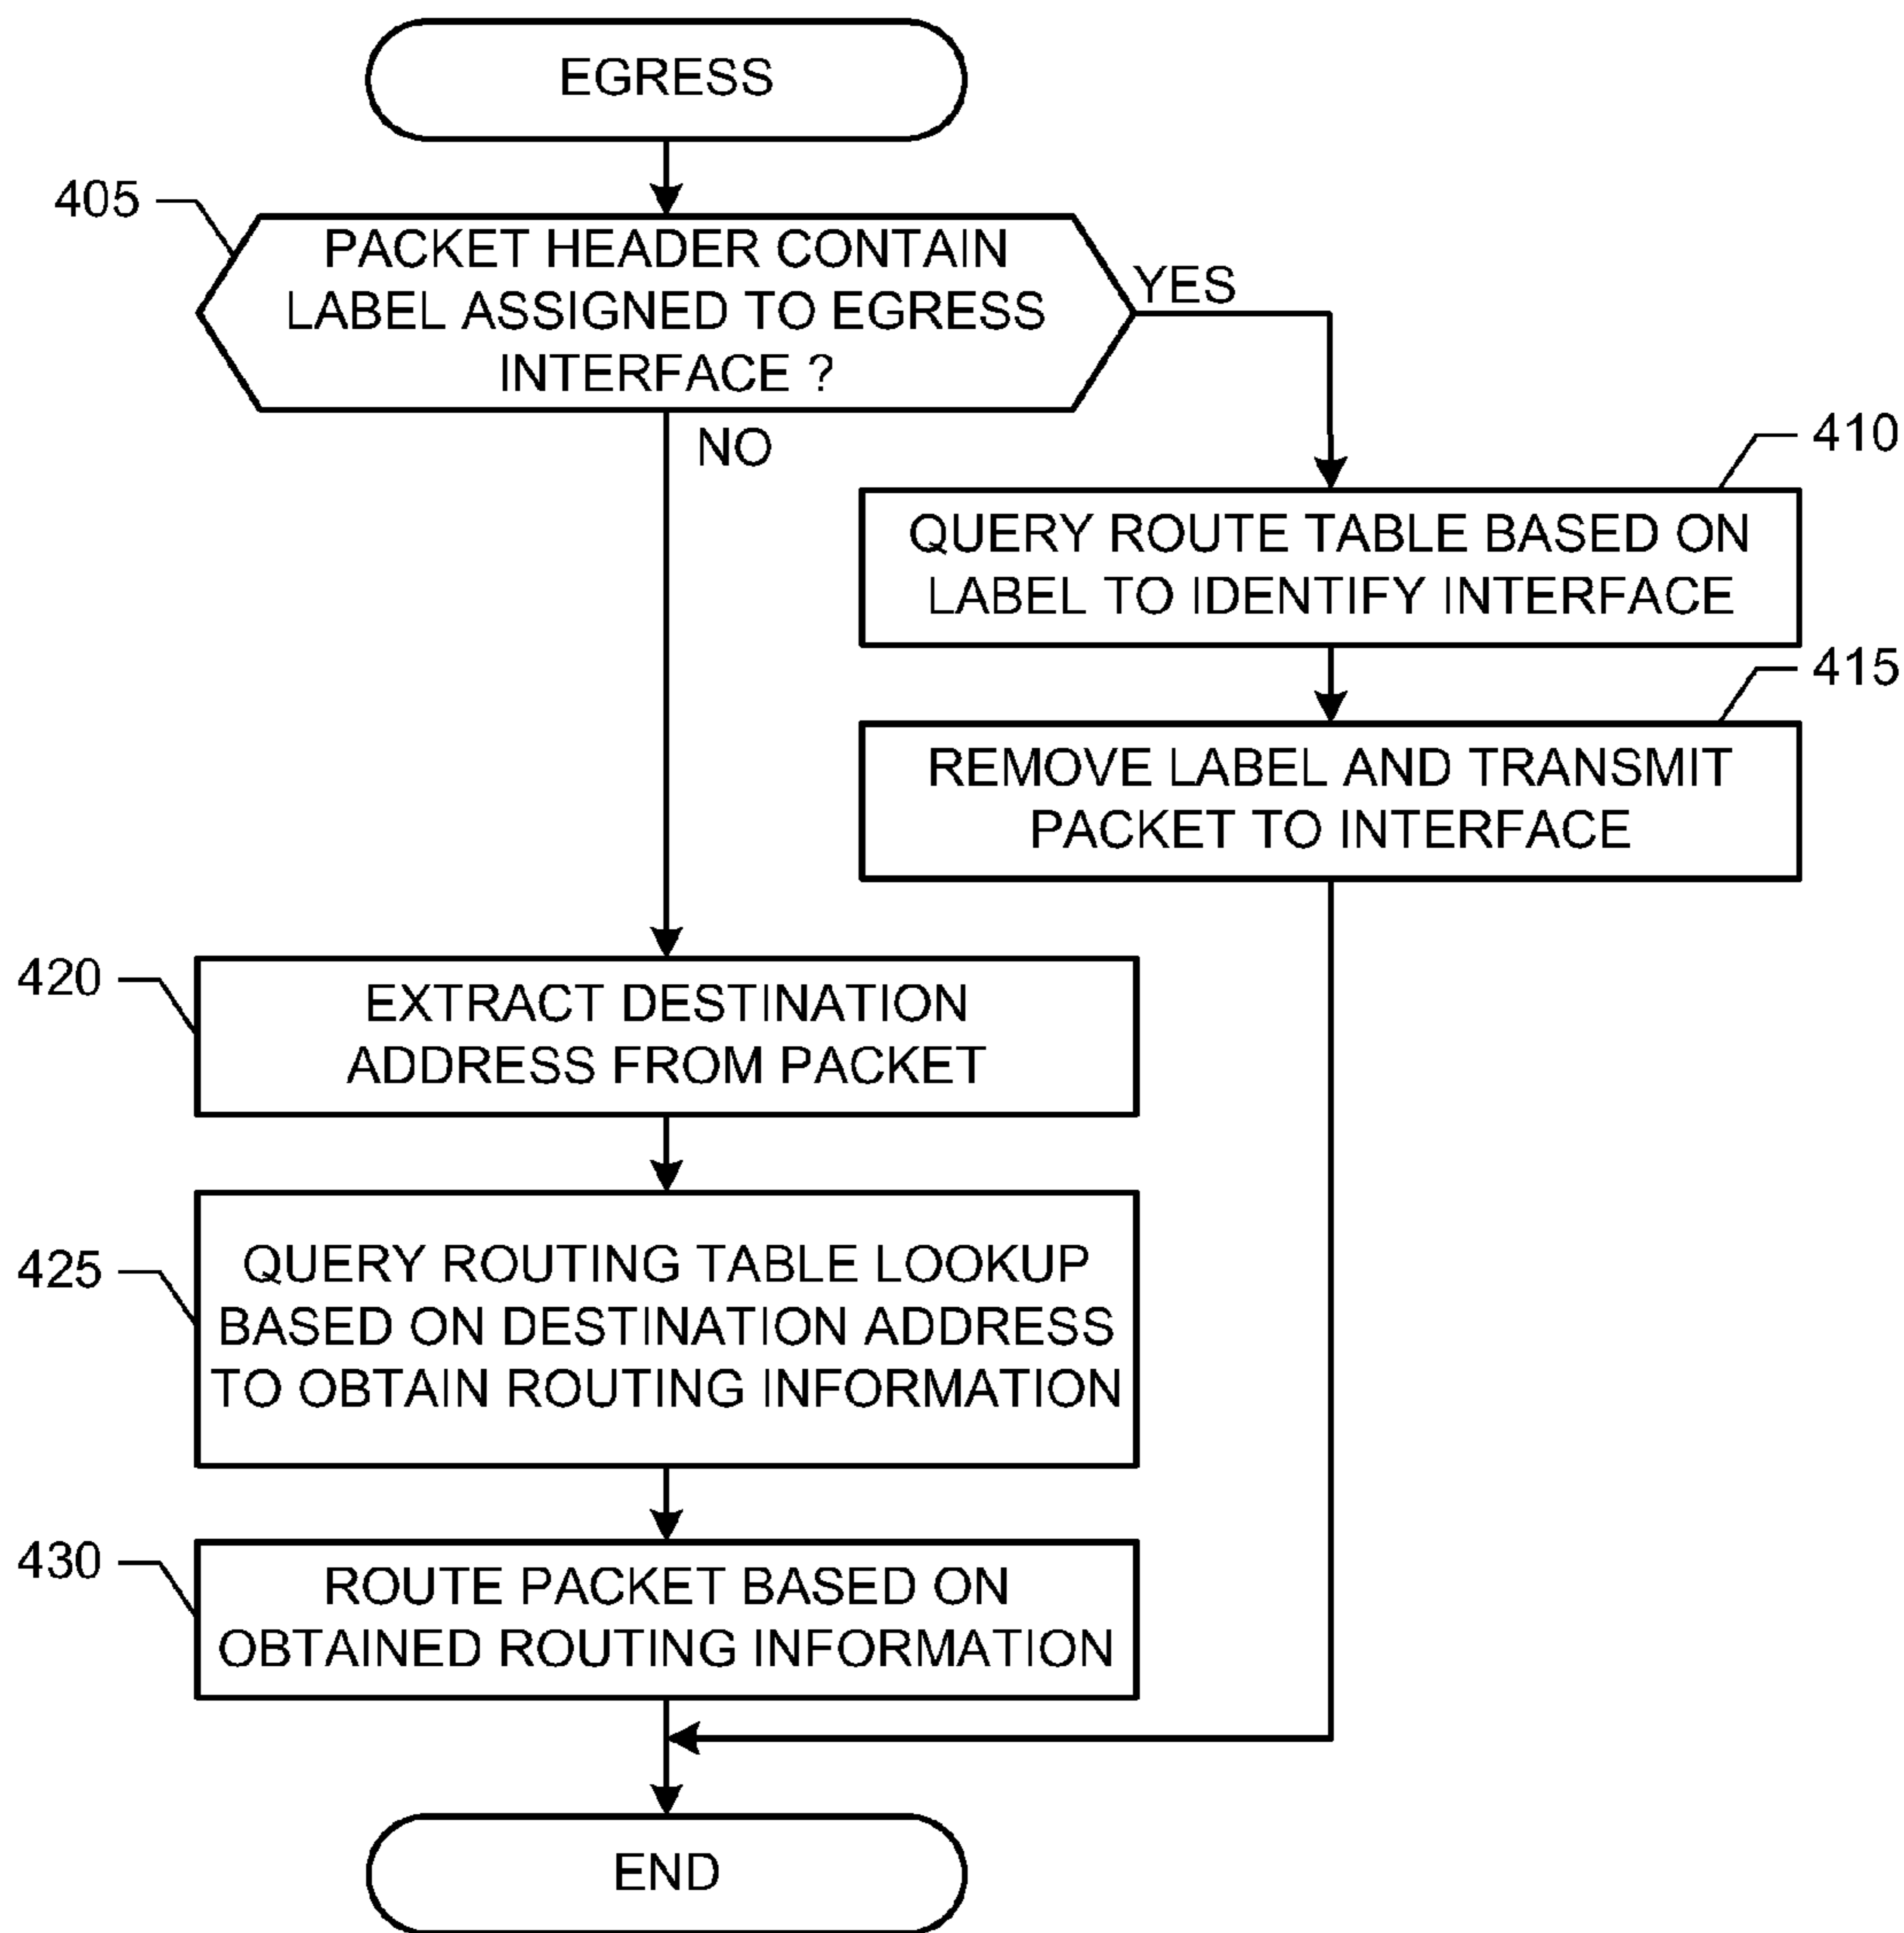 EGRESS
405
PACKET HEADER CONTAIN
LABEL ASSIGNED TO EGRESS
INTERFACE ?
YES
NO
410
QUERY ROUTE TABLE BASED ON
LABEL TO IDENTIFY INTERFACE
415
REMOVE LABEL AND TRANSMIT
PACKET TO INTERFACE
420
EXTRACT DESTINATION
ADDRESS FROM PACKET
425
QUERY ROUTING TABLE LOOKUP
BASED ON DESTINATION ADDRESS
TO OBTAIN ROUTING INFORMATION
430
ROUTE PACKET BASED ON
OBTAINED ROUTING INFORMATION
END